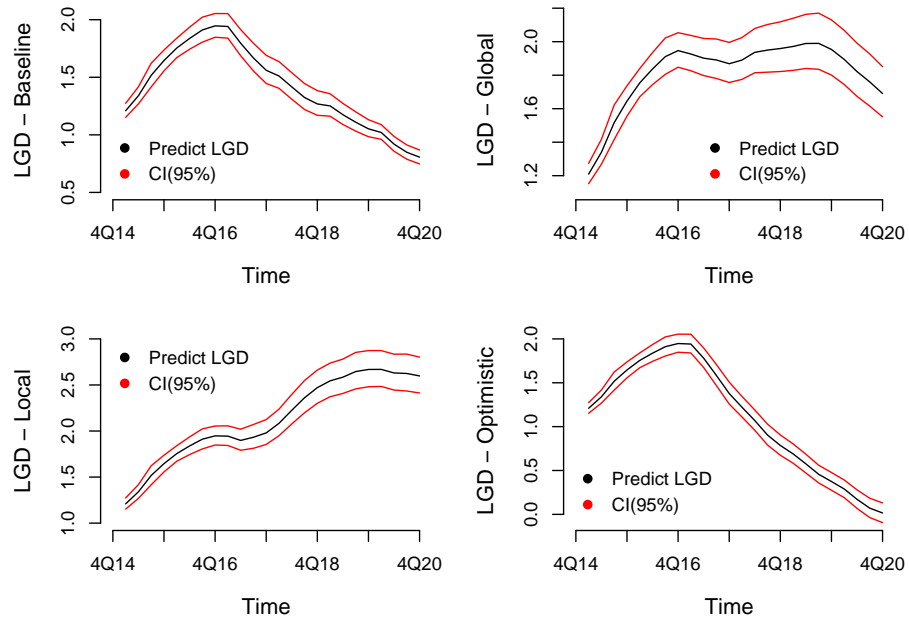 LGD − Baseline
2.0
1.5
1.0
0.5
Predict LGD
CI(95%)
4Q14 4Q16 4Q18 4Q20
Time
LGD − Global
2.0
1.6
1.2
Predict LGD
CI(95%)
4Q14 4Q16 4Q18 4Q20
Time
LGD − Local
3.0
2.5
2.0
1.5
1.0
Predict LGD
CI(95%)
4Q14 4Q16 4Q18 4Q20
Time
LGD − Optimistic
2.0
1.5
1.0
0.5
0.0
Predict LGD
CI(95%)
4Q14 4Q16 4Q18 4Q20
Time